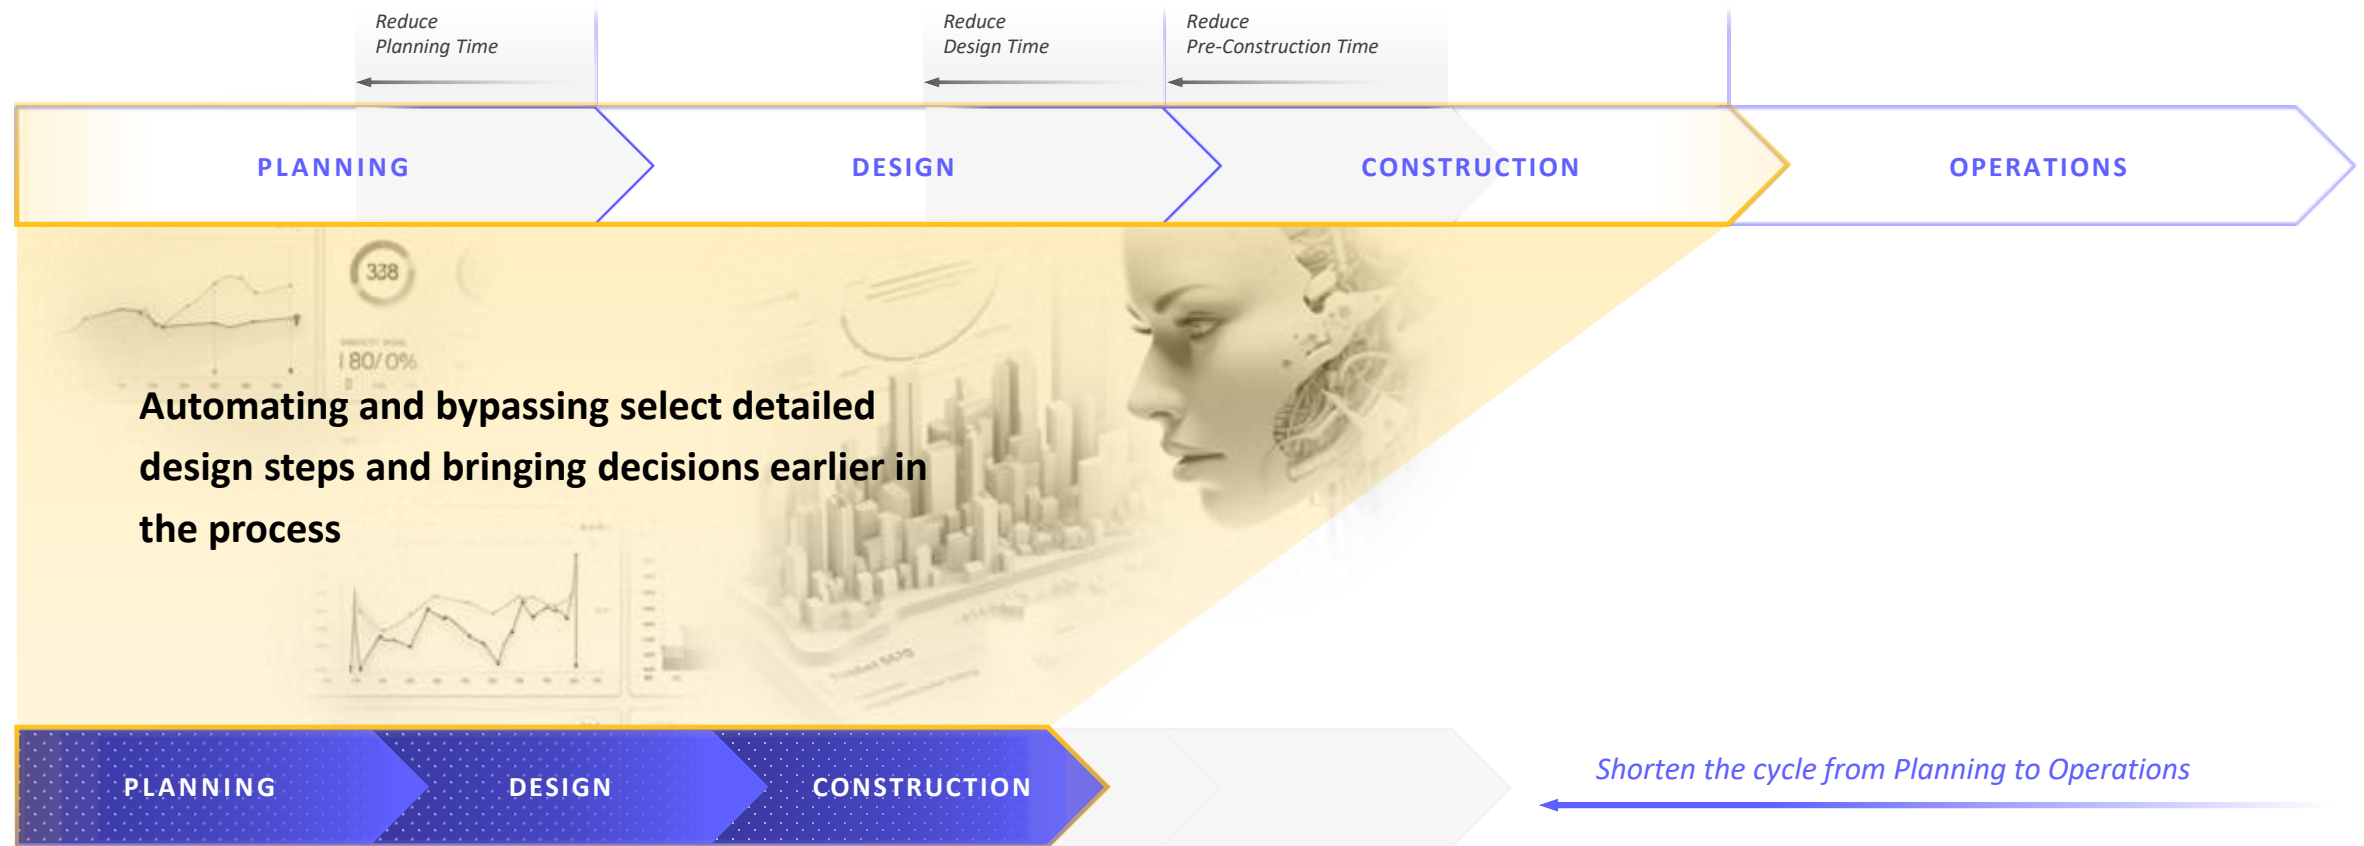 Reduce
Planning Time
Reduce
Design Time
Reduce
Pre-Construction Time
PLANNING
DESIGN
CONSTRUCTION
OPERATIONS
338
180/0%
Automating and bypassing select detailed
design steps and bringing decisions earlier in
the process
PLANNING
DESIGN
CONSTRUCTION
Shorten the cycle from Planning to Operations